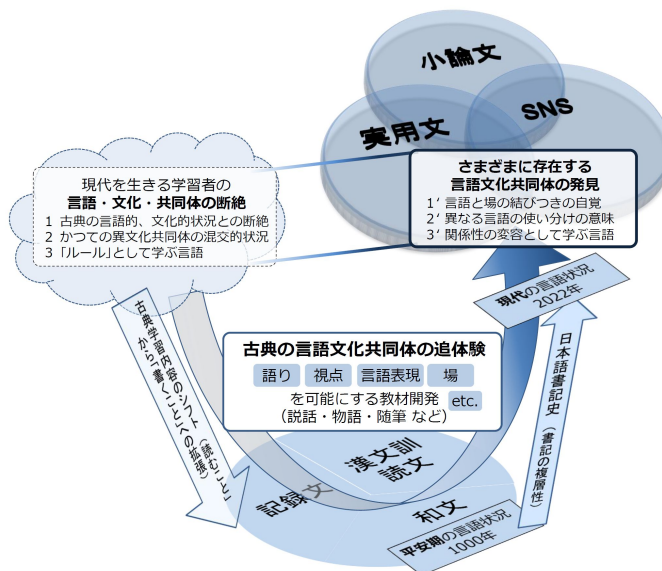 小論文
SNS
実用文
現代を生きる学習者の
言語・文化・共同体の断絶
1 古典の言語的、文化的状況との断絶
2 かつての異文化共同体の混交的状況
3 「ルール」として学ぶ言語
さまざまに存在する
言語文化共同体の発見
1‘ 言語と場の結びつきの自覚
2‘ 異なる言語の使い分けの意味
3‘ 関係性の変容として学ぶ言語
現代の言語状況
2022年
古典の言語文化共同体の追体験
語り 視点 言語表現 場
を可能にする教材開発 etc.
（説話・物語・随筆 など）
古典学習内容のシフト（「読むこと」
から「書くこと」への拡張）
日本語書記史（書記の複層性）
漢文訓
読文
記録文
和文
平安期の言語状況
1000年